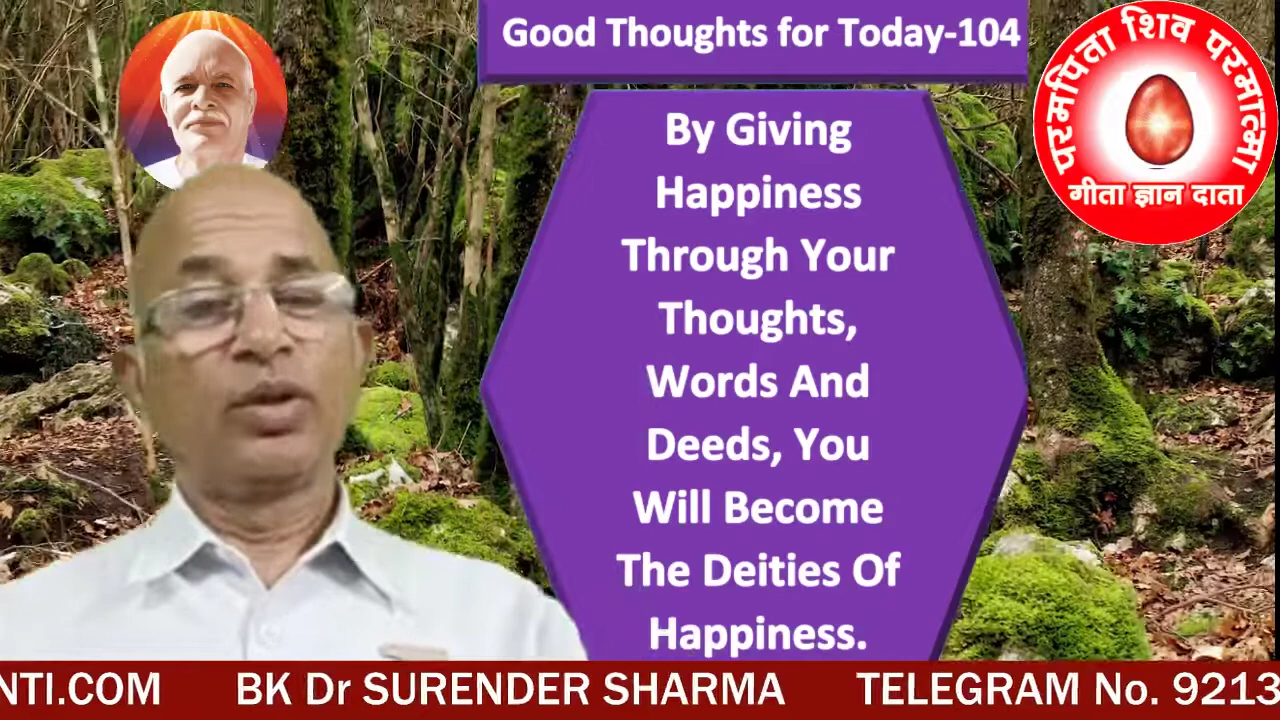 Good Thoughts for Today-104
परमपिता शिव परमात्मा
गीता ज्ञान दाता
By Giving
Happiness
Through Your
Thoughts,
Words And
Deeds, You
Will Become
The Deities Of
Happiness.
NTI.COM BK Dr SURENDER SHARMA TELEGRAM No. 9213